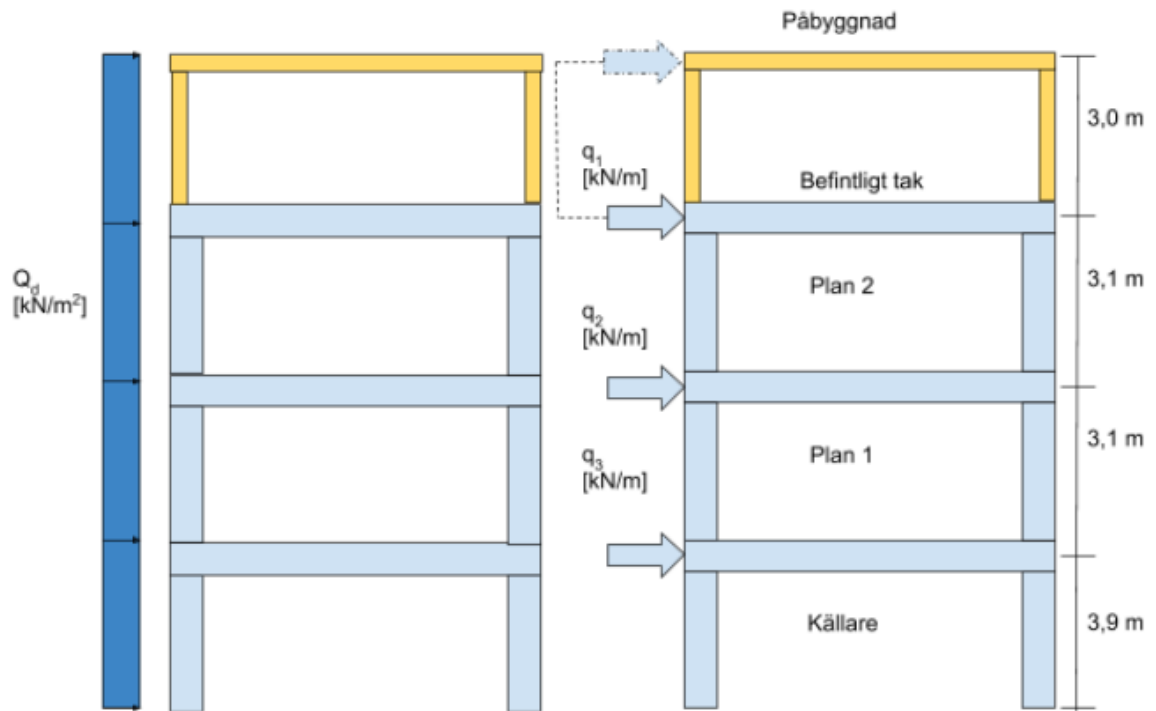 Påbyggnad
3,0 m
q₁
[kN/m]
Befintligt tak
Q_d
[kN/m²]
Plan 2
3,1 m
q₂
[kN/m]
Plan 1
3,1 m
q₃
[kN/m]
Källare
3,9 m